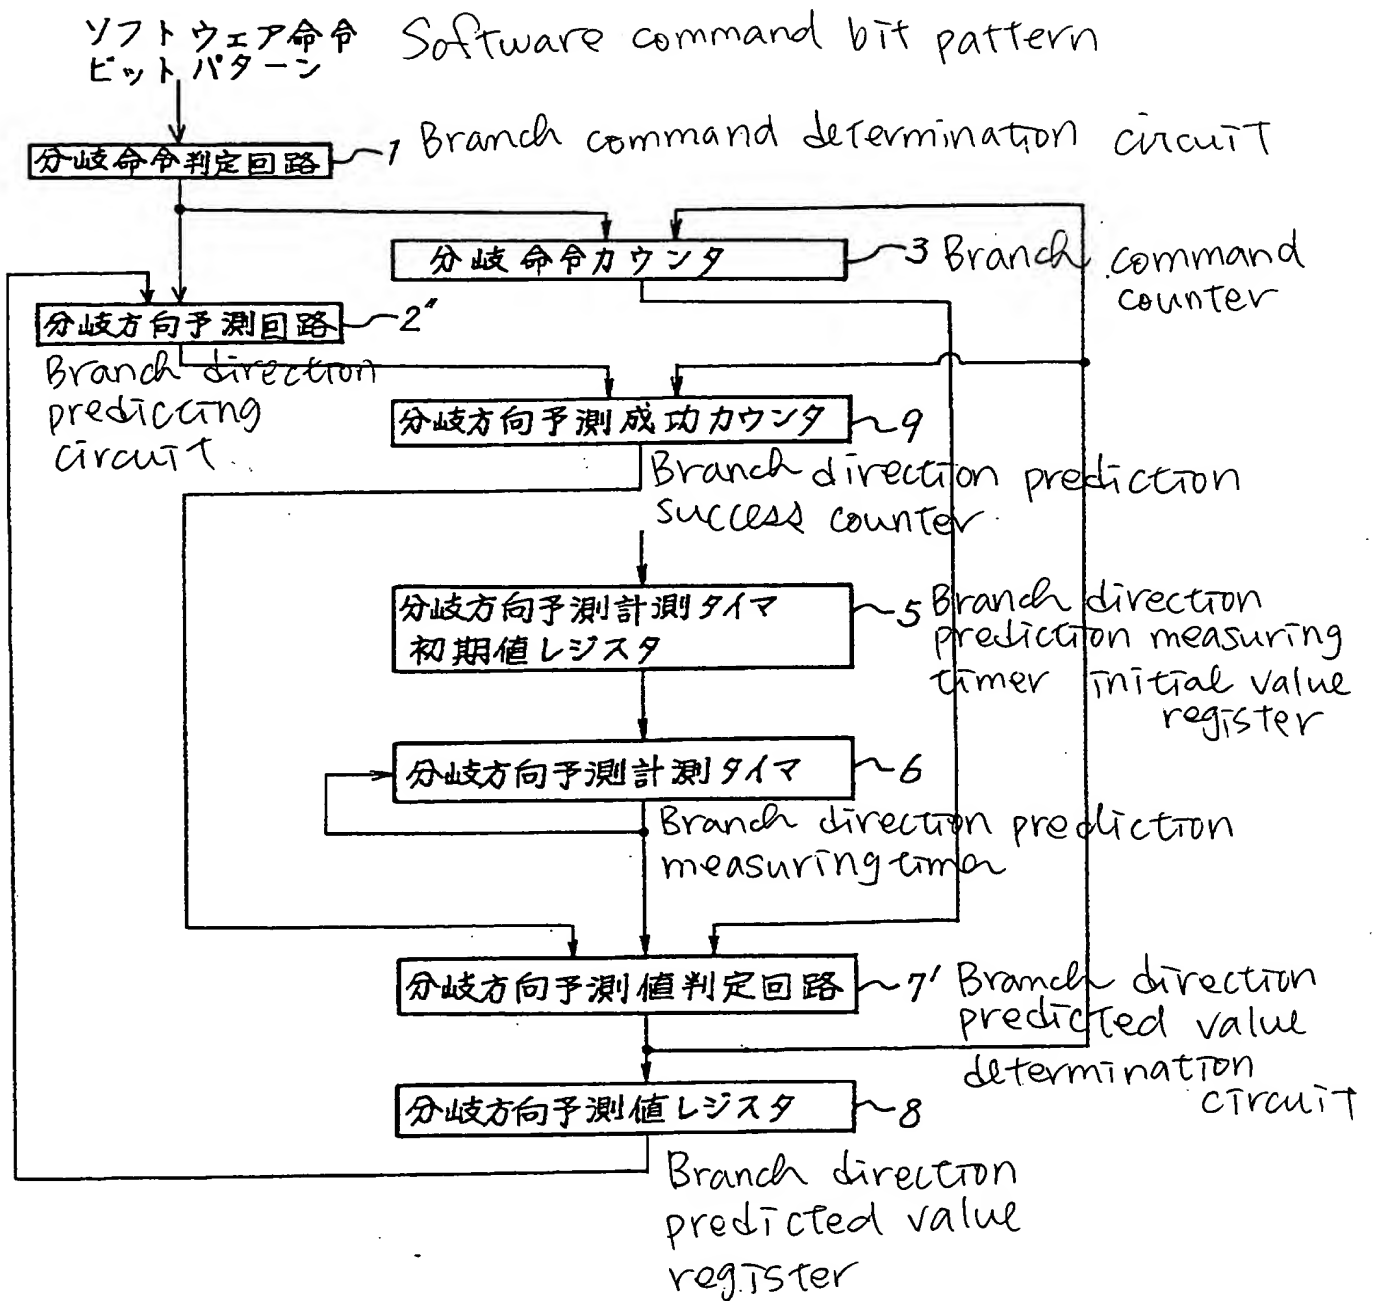 ソフトウェア命令
ビットパターン
Software command bit pattern
分岐命令判定回路
1 Branch command determination circuit
分岐命令カウンタ
3 Branch command
counter
分岐方向予測回路
2"
Branch direction
predicting
circuit
分岐方向予測成功カウンタ
9
Branch direction prediction
success counter
分岐方向予測計測タイマ
初期値レジスタ
5 Branch direction
prediction measuring
timer initial value
register
分岐方向予測計測タイマ
6
Branch direction prediction
measuring timer
分岐方向予測値判定回路
7' Branch direction
predicted value
determination
circuit
分岐方向予測値レジスタ
8
Branch direction
predicted value
register